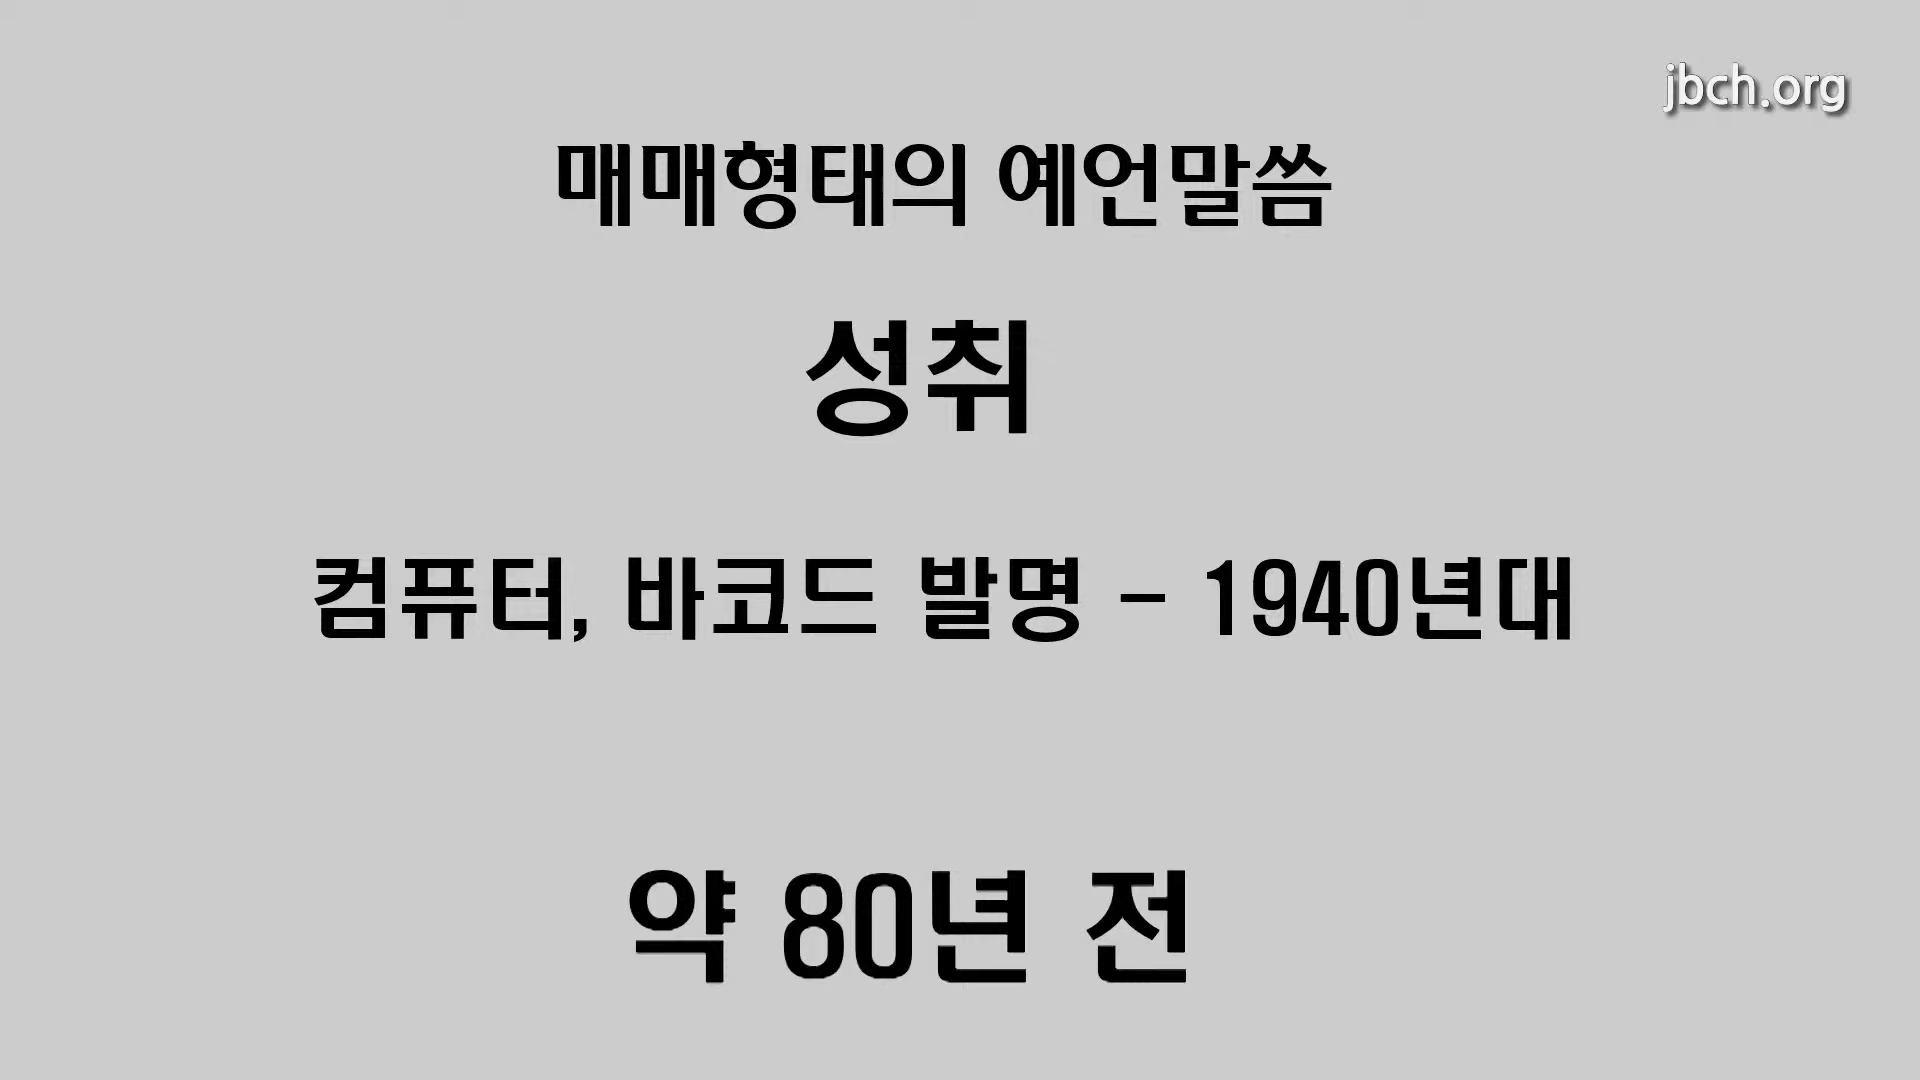 jbch.org
매매형태의 예언말씀
성취
컴퓨터, 바코드 발명 - 1940년대
약 80년 전